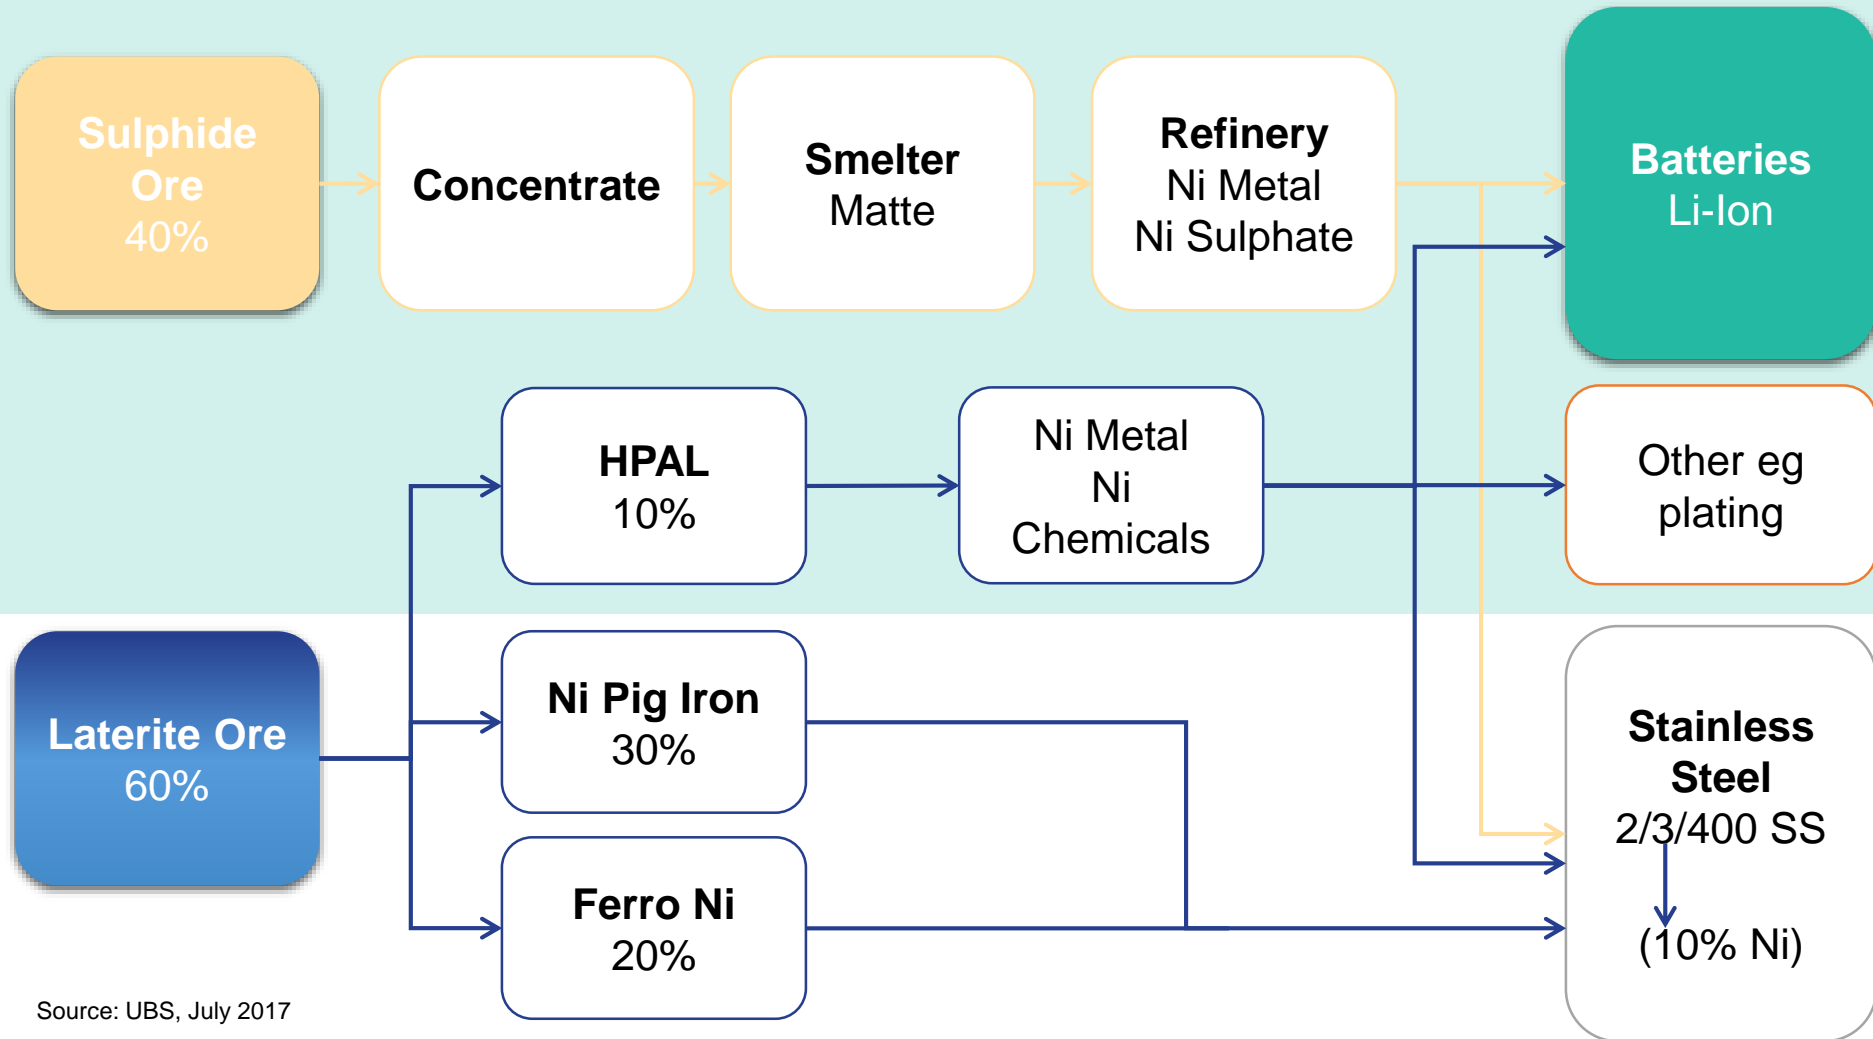 Sulphide
Ore
40%
Concentrate
Smelter
Matte
Refinery
Ni Metal
Ni Sulphate
Batteries
Li-Ion
HPAL
10%
Ni Metal
Ni
Chemicals
Other eg
plating
Laterite Ore
60%
Ni Pig Iron
30%
Ferro Ni
20%
Stainless
Steel
2/3/400 SS
(10% Ni)
Source: UBS, July 2017